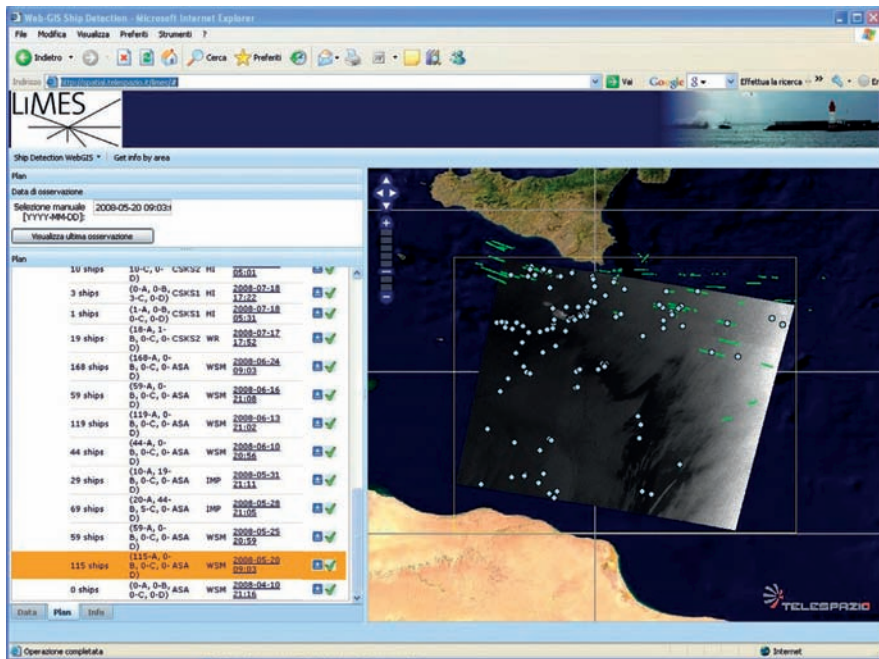 Web-GIS Ship Detection - Microsoft Internet Explorer
File Modifica Visualizza Preferiti Strumenti ?
Indietro Cerca Preferiti
Indirizzo http://spatial.telespazio.it/limes Vai Google Effettua la ricerca
LIMES
Ship Detection WebGIS Get info by area
Plan
Data di osservazione
Selezione manuale [YYYY-MM-DD]: 2008-05-20 09:03:
Visualizza ultima osservazione
Plan
10 ships 10-C, 0-D) CSKS2 HI 05:01
3 ships (0-A, 0-B, 3-C, 0-D) CSKS1 HI 2008-07-18 17:22
1 ships (1-A, 0-B, 0-C, 0-D) CSKS1 HI 2008-07-18 05:31
19 ships (18-A, 1-B, 0-C, 0-D) CSKS2 WR 2008-07-17 17:52
168 ships (168-A, 0-B, 0-C, 0-D) ASA WSM 2008-06-24 09:03
59 ships (59-A, 0-B, 0-C, 0-D) ASA WSM 2008-06-16 21:08
119 ships (119-A, 0-B, 0-C, 0-D) ASA WSM 2008-06-13 21:02
44 ships (44-A, 0-B, 0-C, 0-D) ASA WSM 2008-06-10 20:56
29 ships (10-A, 19-B, 0-C, 0-D) ASA IMP 2008-05-31 21:11
69 ships (20-A, 44-B, 5-C, 0-D) ASA IMP 2008-05-28 21:05
59 ships (59-A, 0-B, 0-C, 0-D) ASA WSM 2008-05-25 20:59
115 ships (115-A, 0-B, 0-C, 0-D) ASA WSM 2008-05-20 09:03
0 ships (0-A, 0-B, 0-C, 0-D) ASA WSM 2008-04-10 21:16
Data Plan Info
TELESPAZIO
Operazione completata Internet